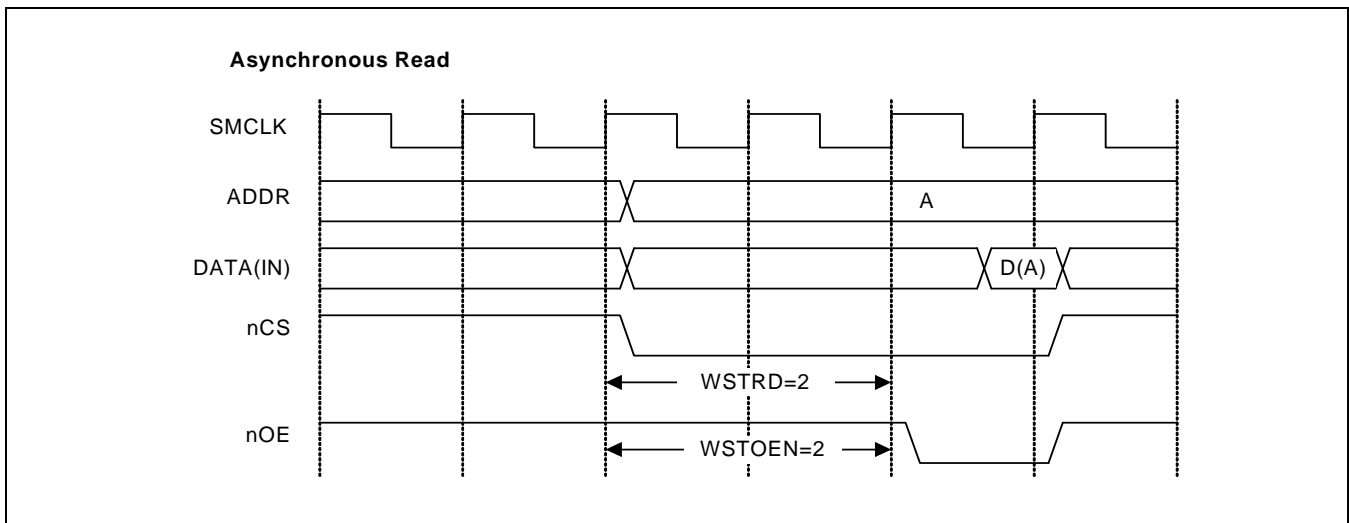 Asynchronous Read
SMCLK
ADDR
A
DATA(IN)
D(A)
nCS
WSTRD=2
nOE
WSTOEN=2